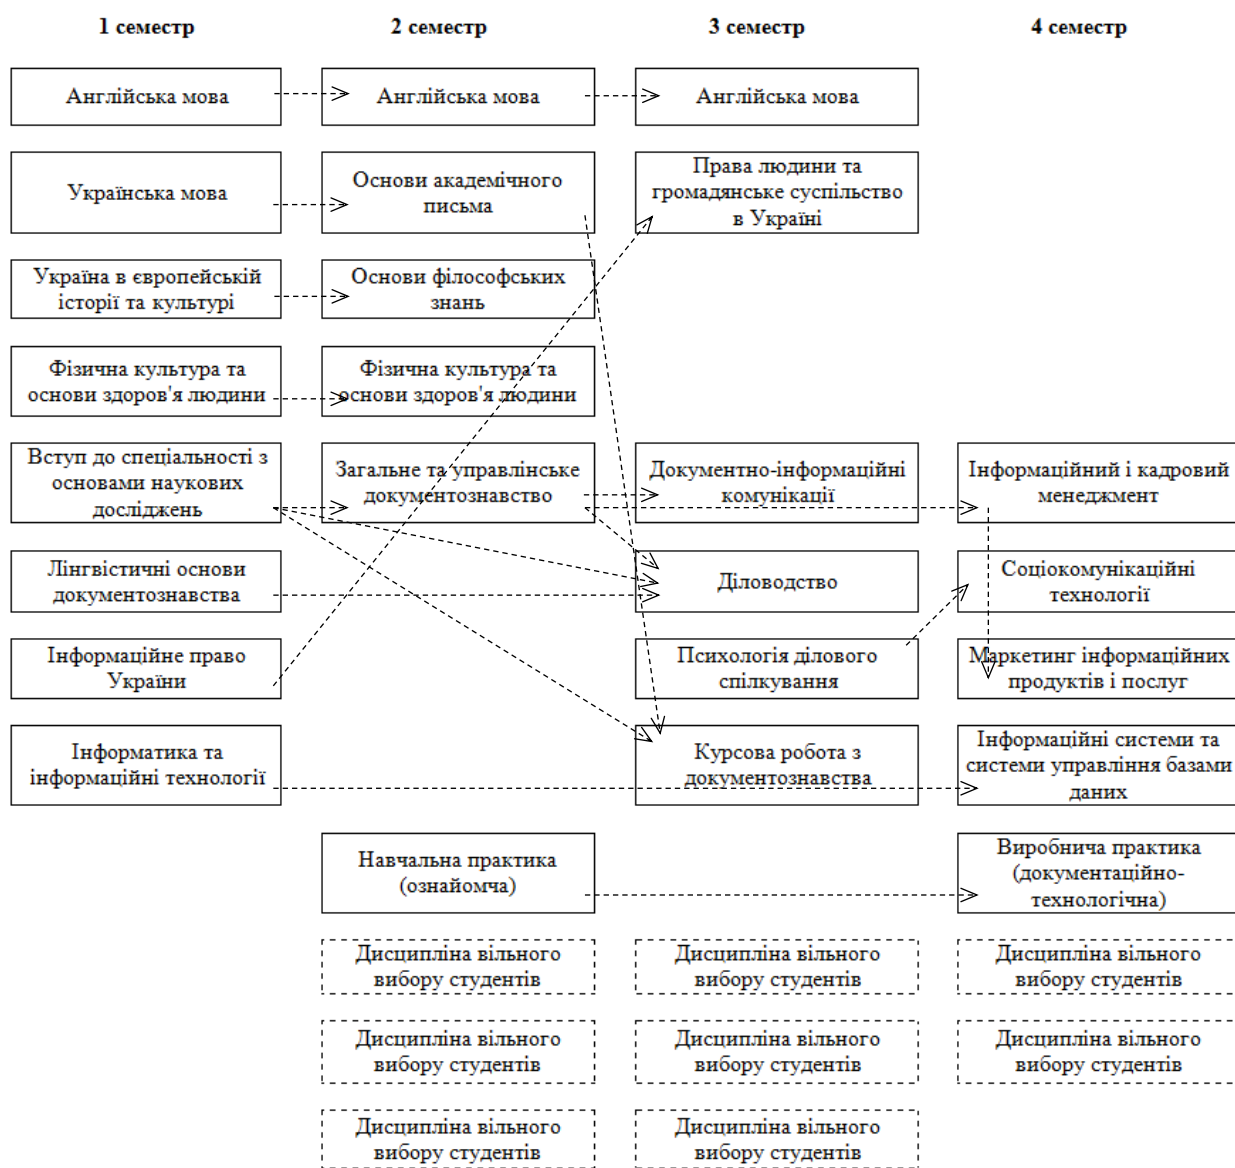 1 семестр
2 семестр
3 семестр
4 семестр
Англійська мова
Англійська мова
Англійська мова
Українська мова
Основи академічного
письма
Права людини та
громадянське суспільство
в Україні
Україна в європейській
історії та культурі
Основи філософських
знань
Фізична культура та
основи здоров'я людини
Фізична культура та
основи здоров'я людини
Вступ до спеціальності з
основами наукових
досліджень
Загальне та управлінське
документознавство
Документно-інформаційні
комунікації
Інформаційний і кадровий
менеджмент
Лінгвістичні основи
документознавства
Діловодство
Соціокомунікаційні
технології
Інформаційне право
України
Психологія ділового
спілкування
Маркетинг інформаційних
продуктів і послуг
Інформатика та
інформаційні технології
Курсова робота з
документознавства
Інформаційні системи та
системи управління базами
даних
Навчальна практика
(ознайомча)
Виробнича практика
(документаційно-
технологічна)
Дисципліна вільного
вибору студентів
Дисципліна вільного
вибору студентів
Дисципліна вільного
вибору студентів
Дисципліна вільного
вибору студентів
Дисципліна вільного
вибору студентів
Дисципліна вільного
вибору студентів
Дисципліна вільного
вибору студентів
Дисципліна вільного
вибору студентів